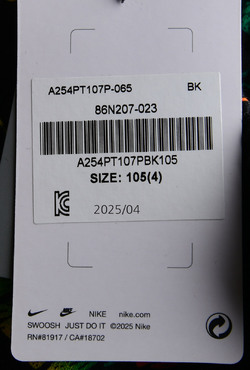 A254PT107P-065 BK
86N207-023
A254PT107PBK105
SIZE: 105(4)
2025/04
NIKE nike.com
SWOOSH JUST DO IT ©2025 Nike
RN#81917 / CA#18702